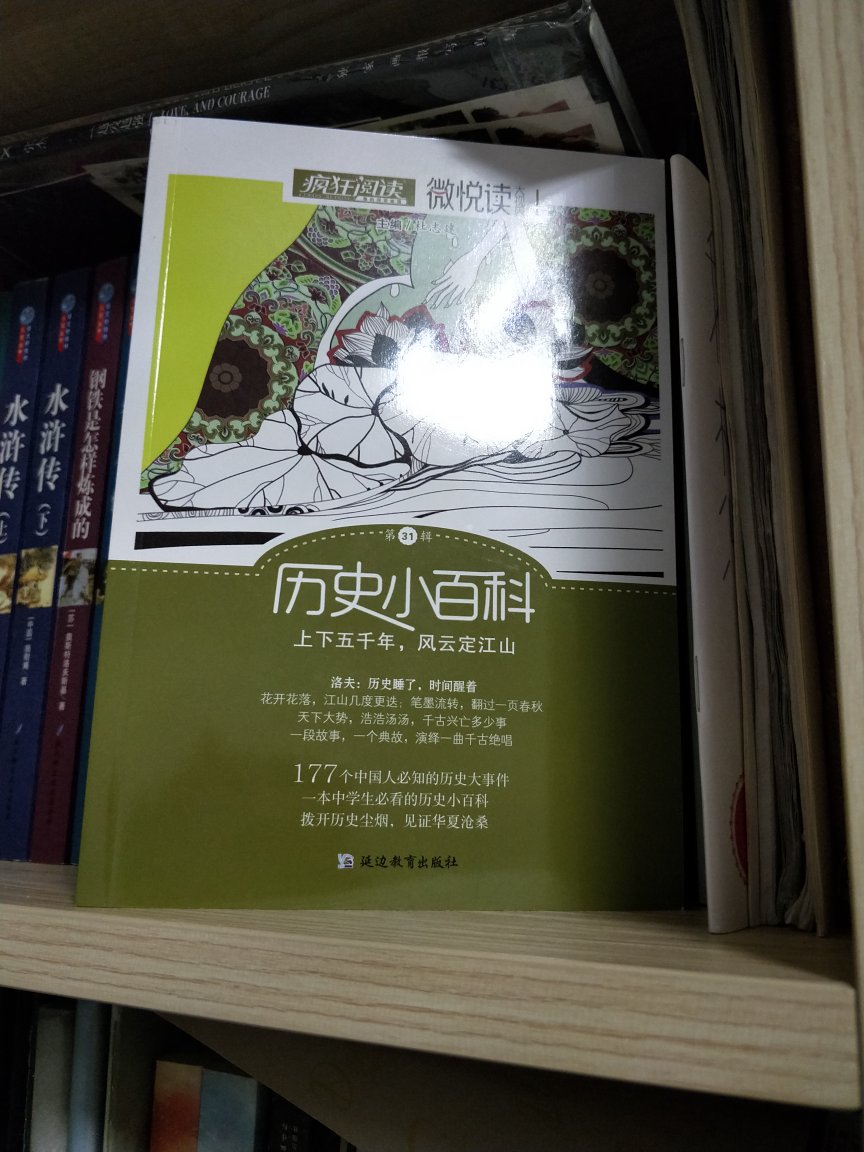 LOVE, AND COURAGE
疯狂阅读
微悦读
主编/杜志建
第31辑
历史小百科
上下五千年，风云定江山
洛夫：历史睡了，时间醒着
花开花落，江山几度更迭；笔墨流转，翻过一页春秋
天下大势，浩浩汤汤，千古兴亡多少事
一段故事，一个典故，演绎一曲千古绝唱
177个中国人必知的历史大事件
一本中学生必看的历史小百科
拨开历史尘烟，见证华夏沧桑
延边教育出版社
水浒传（上）
水浒传（下）
钢铁是怎样炼成的